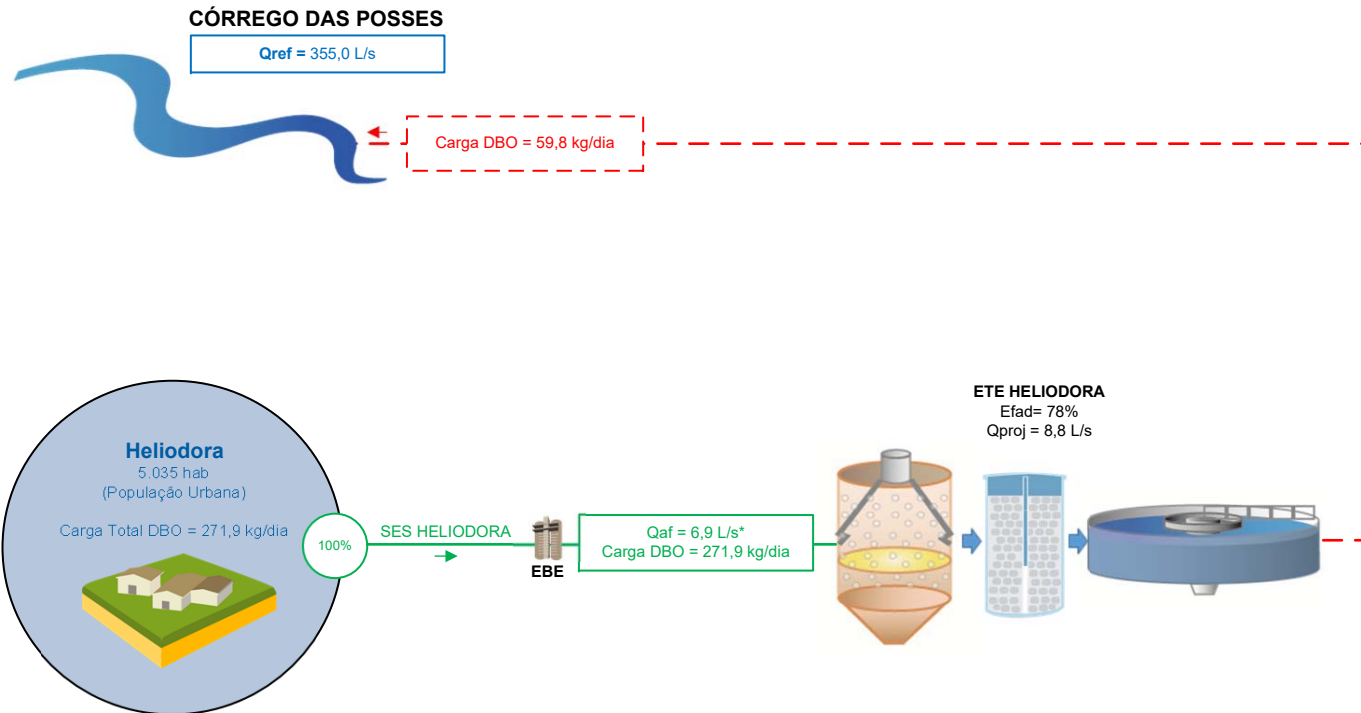 CÓRREGO DAS POSSES
Qref = 355,0 L/s
Carga DBO = 59,8 kg/dia
ETE HELIODORA
Efad= 78%
Qproj = 8,8 L/s
Heliodora
5.035 hab
(População Urbana)
Carga Total DBO = 271,9 kg/dia
100%
SES HELIODORA
EBE
Qaf = 6,9 L/s*
Carga DBO = 271,9 kg/dia